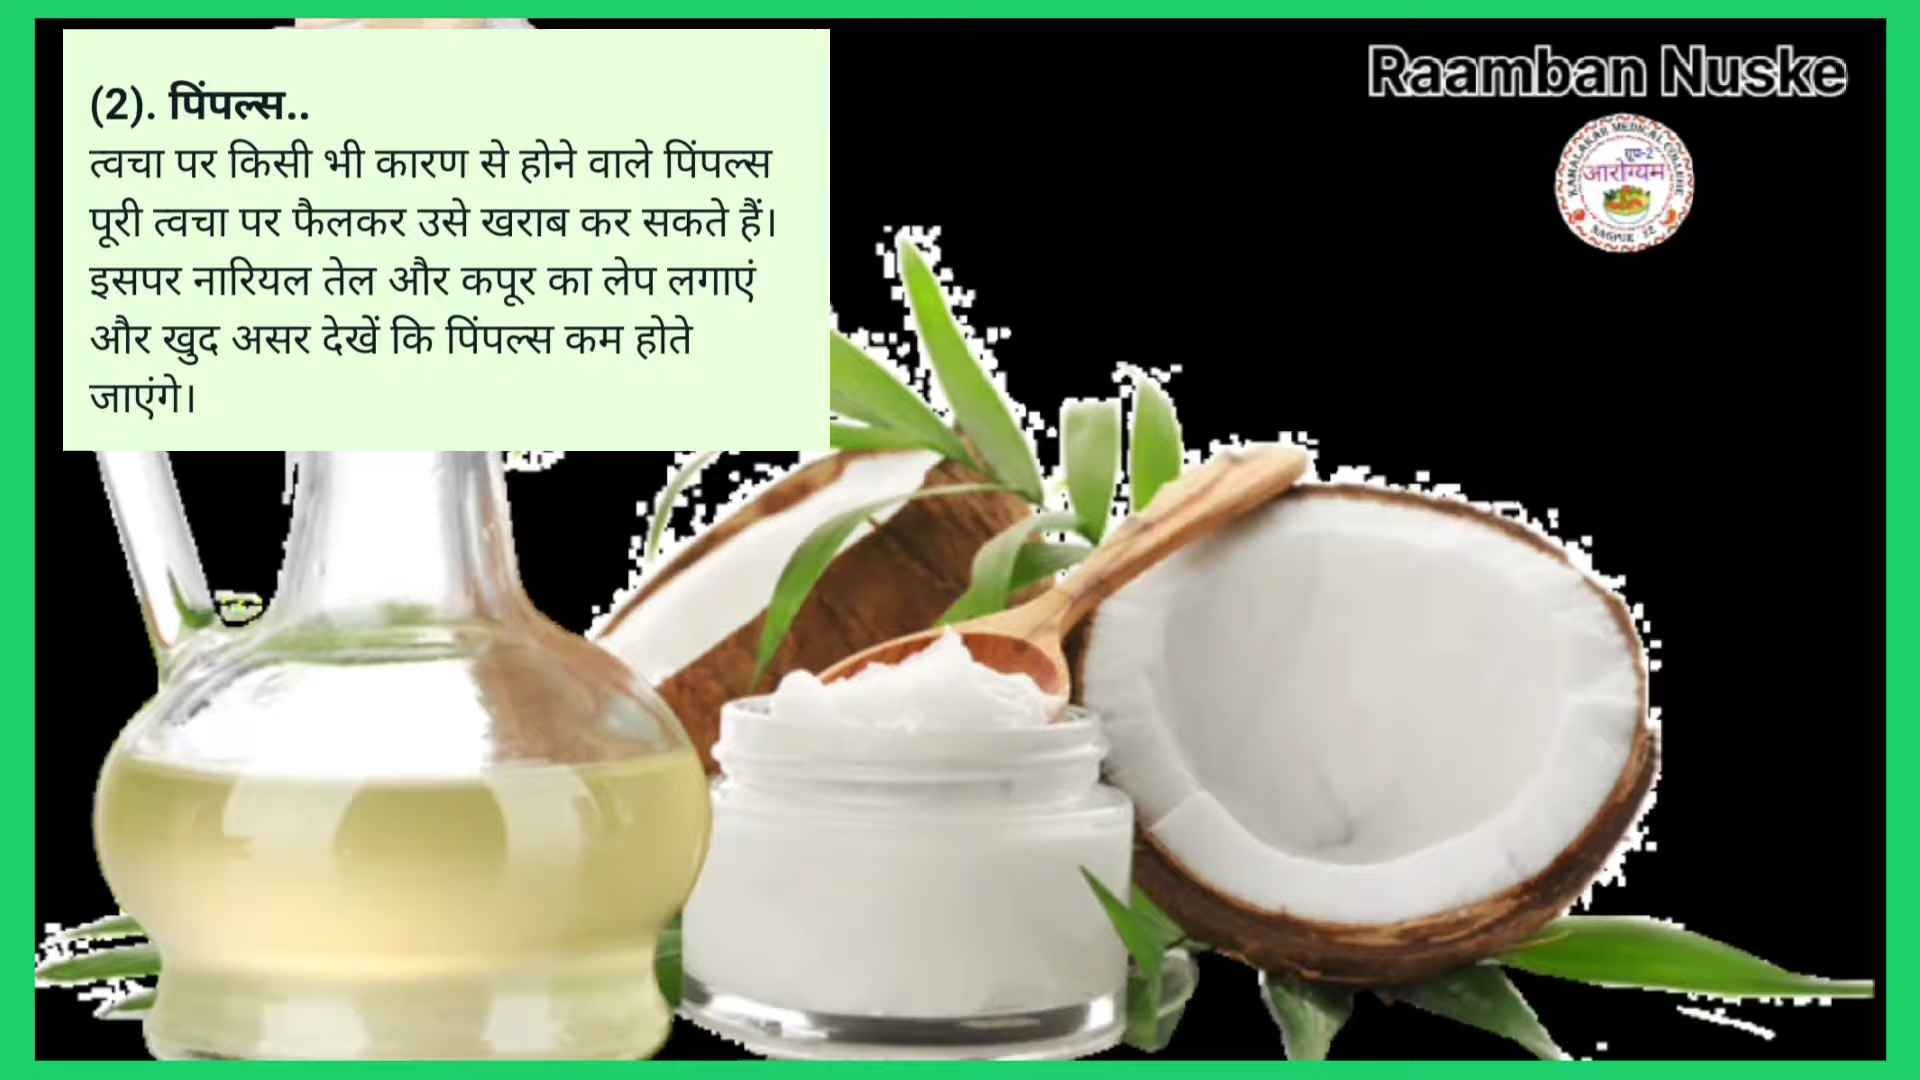 (2). पिंपल्स..
त्वचा पर किसी भी कारण से होने वाले पिंपल्स
पूरी त्वचा पर फैलकर उसे खराब कर सकते हैं।
इसपर नारियल तेल और कपूर का लेप लगाएं
और खुद असर देखें कि पिंपल्स कम होते
जाएंगे।
Raamban Nuske
ग्रूप-2
आरोग्यम